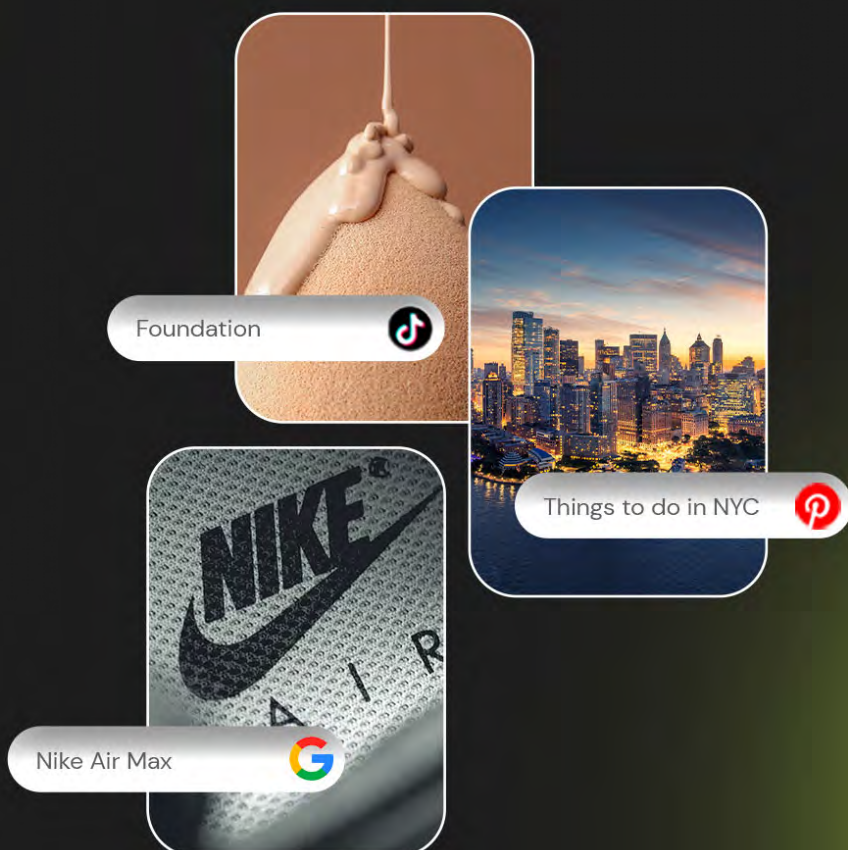 Foundation
Things to do in NYC
NIKE®
AIR
Nike Air Max